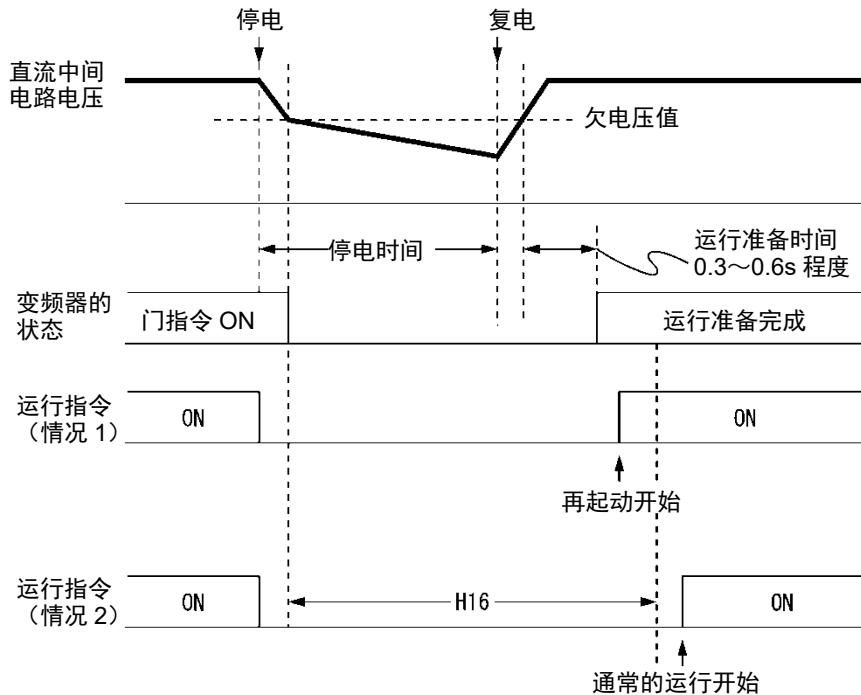 停电
复电
直流中间
电路电压
欠电压值
停电时间
运行准备时间
0.3～0.6s 程度
变频器的
状态
门指令 ON
运行准备完成
运行指令
（情况 1）
ON
ON
再起动开始
运行指令
（情况 2）
ON
H16
ON
通常的运行开始